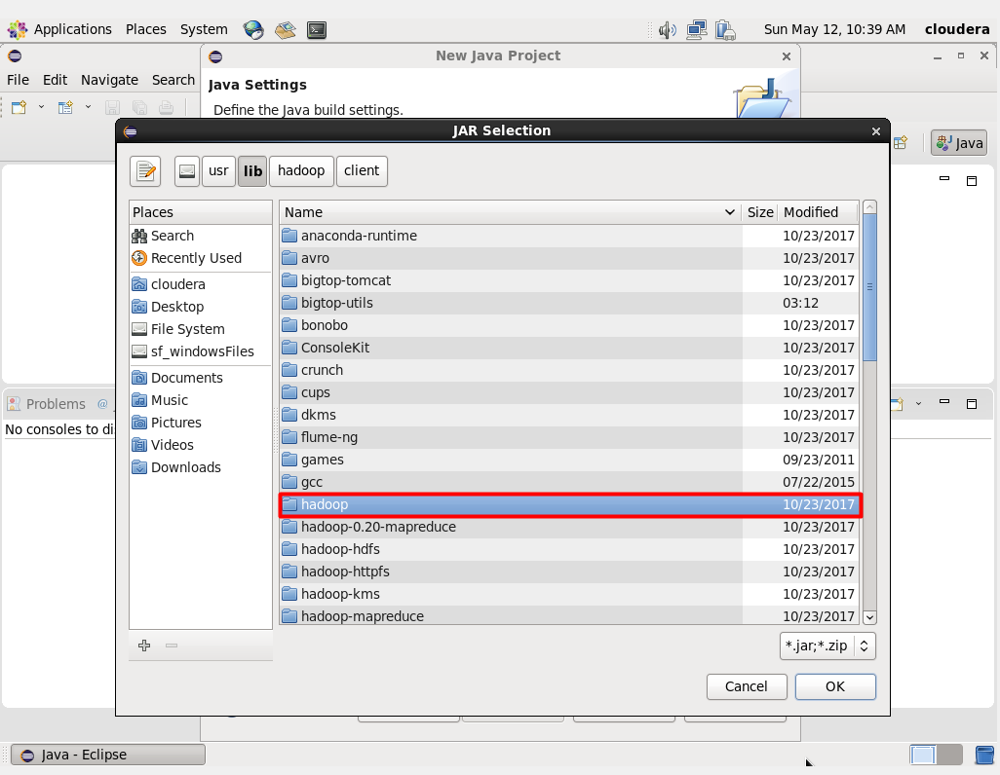 Applications Places System Sun May 12, 10:39 AM cloudera
New Java Project
File Edit Navigate Search
Java Settings
Define the Java build settings.
JAR Selection
Java
usr lib hadoop client
Places
Search
Recently Used
cloudera
Desktop
File System
sf_windowsFiles
Documents
Music
Pictures
Videos
Downloads
Name Size Modified
anaconda-runtime 10/23/2017
avro 10/23/2017
bigtop-tomcat 10/23/2017
bigtop-utils 03:12
bonobo 10/23/2017
ConsoleKit 10/23/2017
crunch 10/23/2017
cups 10/23/2017
dkms 10/23/2017
flume-ng 10/23/2017
games 09/23/2011
gcc 07/22/2015
hadoop 10/23/2017
hadoop-0.20-mapreduce 10/23/2017
hadoop-hdfs 10/23/2017
hadoop-httpfs 10/23/2017
hadoop-kms 10/23/2017
hadoop-mapreduce 10/23/2017
Problems @
No consoles to di
*.jar;*.zip
Cancel OK
Java - Eclipse